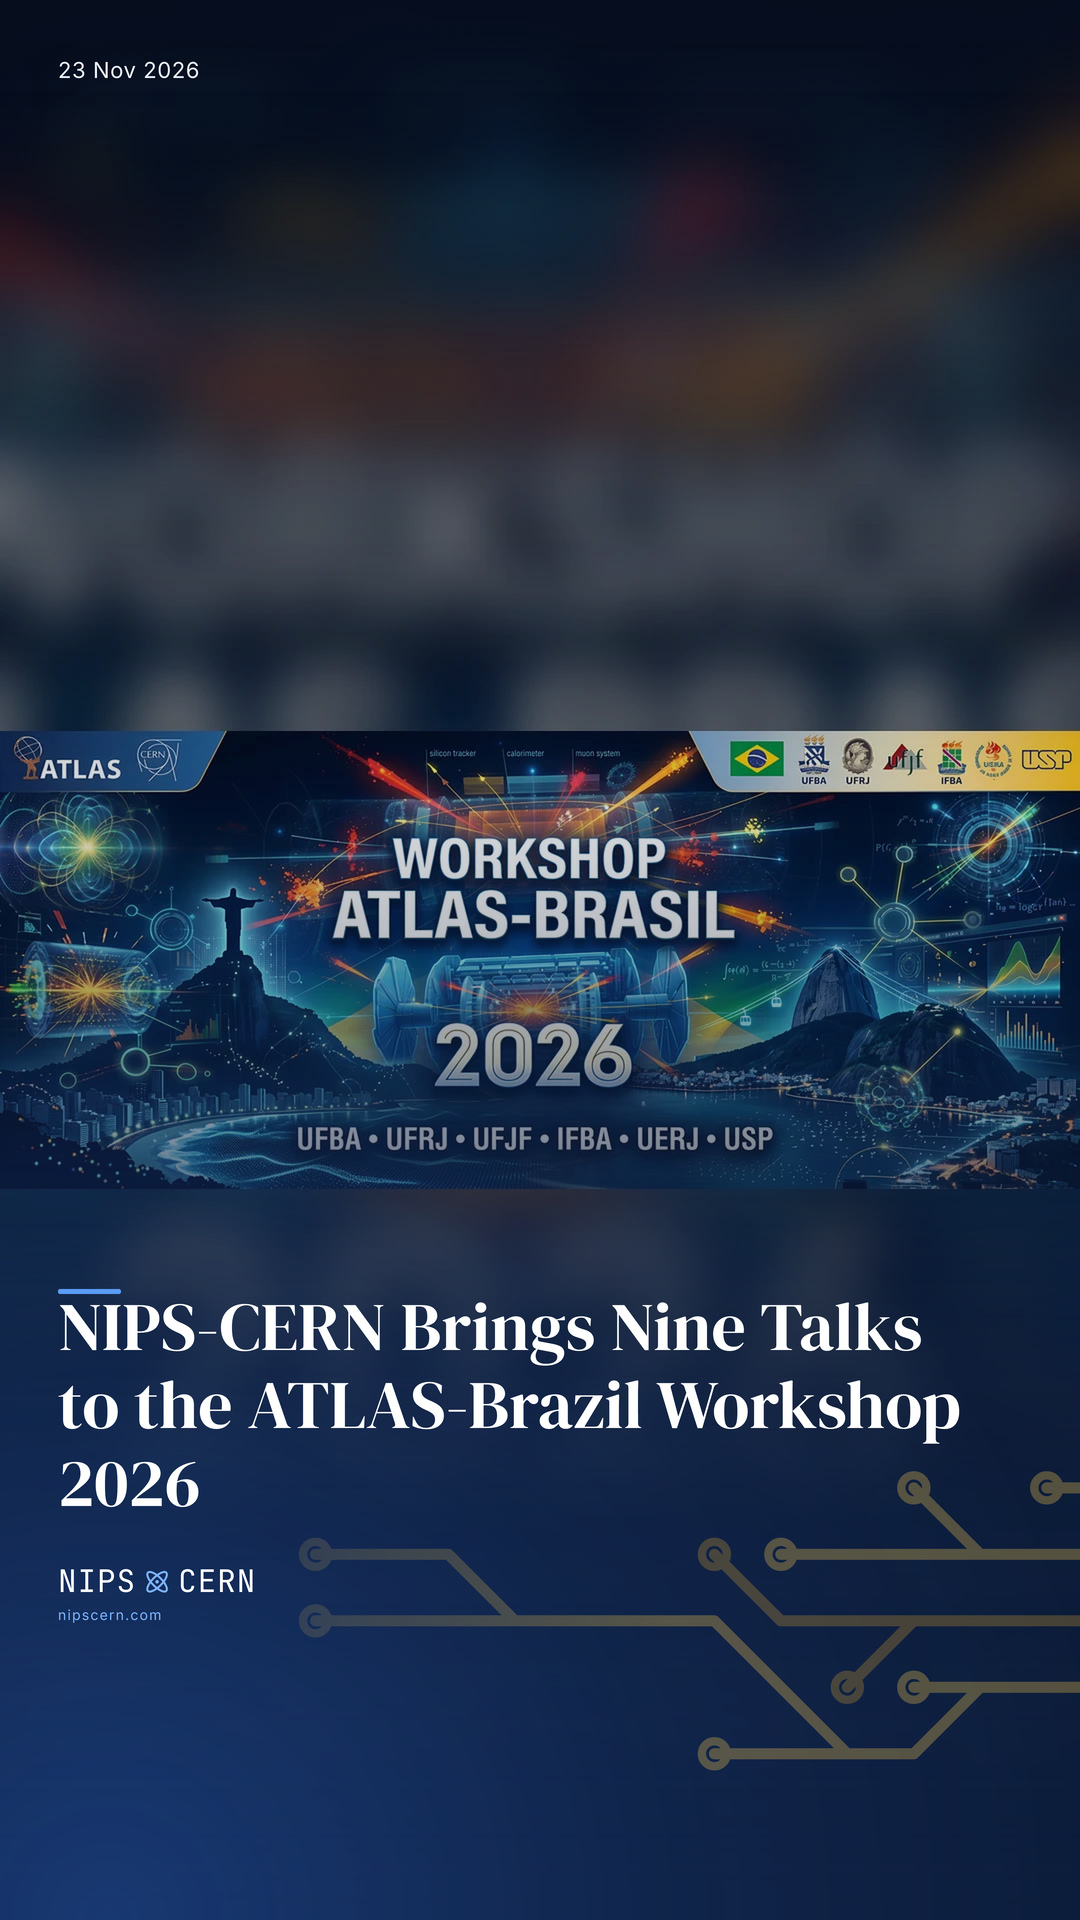 23 Nov 2026
ATLAS
CERN
silicon tracker
calorimeter
muon system
UFBA
UFRJ
ufjf
IFBA
UERJ
USP
WORKSHOP
ATLAS-BRASIL
2026
UFBA • UFRJ • UFJF • IFBA • UERJ • USP
NIPS-CERN Brings Nine Talks
to the ATLAS-Brazil Workshop
2026
NIPS CERN
nipscern.com